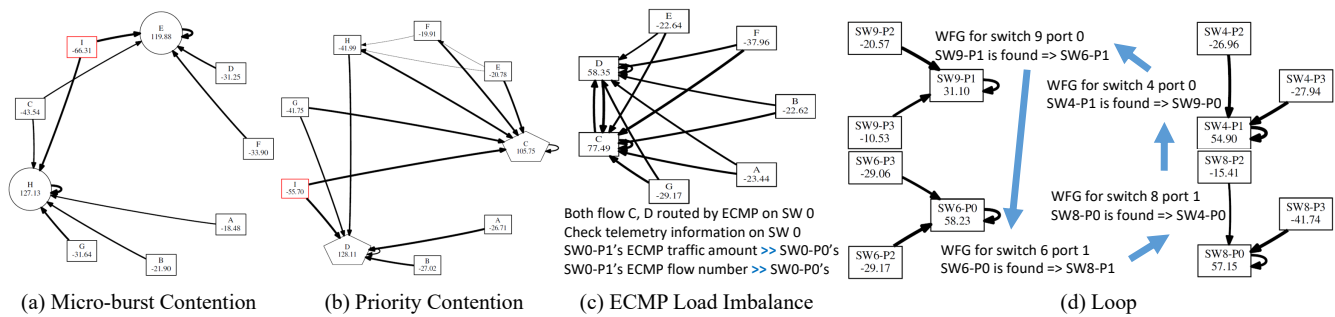 E
119.88
I
-66.31
D
-31.25
C
-43.54
F
-33.90
H
127.13
A
-18.48
G
-31.64
B
-21.90
(a) Micro-burst Contention
F
-19.91
H
-41.99
E
-20.78
G
-41.75
C
105.75
I
-55.70
A
-26.71
D
128.11
B
-27.02
(b) Priority Contention
E
-22.64
F
-37.96
D
58.35
B
-22.62
C
77.49
A
-23.44
G
-29.17
Both flow C, D routed by ECMP on SW 0
Check telemetry information on SW 0
SW0-P1's ECMP traffic amount >> SW0-P0's
SW0-P1's ECMP flow number >> SW0-P0's
(c) ECMP Load Imbalance
SW9-P2
-20.57
SW9-P1
31.10
SW9-P3
-10.53
SW6-P3
-29.06
SW6-P0
58.23
SW6-P2
-29.17
WFG for switch 9 port 0
SW9-P1 is found => SW6-P1
WFG for switch 4 port 0
SW4-P1 is found => SW9-P0
WFG for switch 8 port 1
SW8-P0 is found => SW4-P0
WFG for switch 6 port 1
SW6-P0 is found => SW8-P1
SW4-P2
-26.96
SW4-P3
-27.94
SW4-P1
54.90
SW8-P2
-15.41
SW8-P3
-41.74
SW8-P0
57.15
(d) Loop